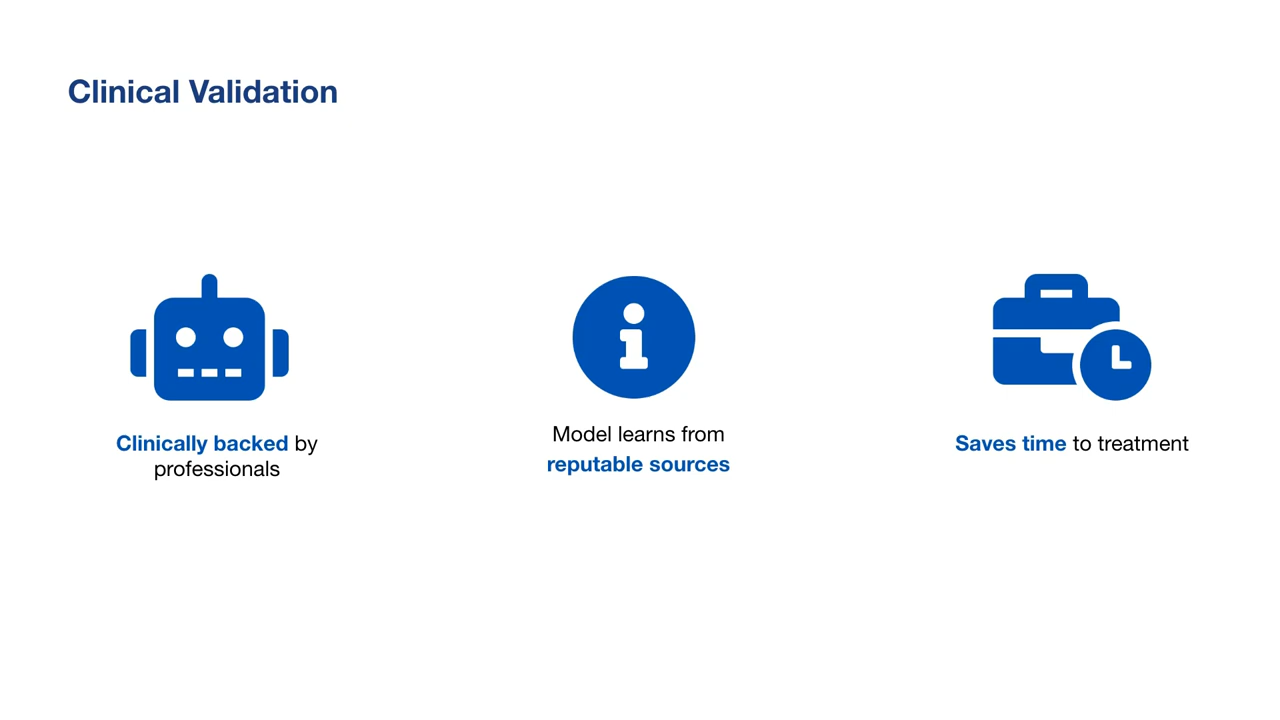 Clinical Validation
Clinically backed by
professionals
Model learns from
reputable sources
Saves time to treatment